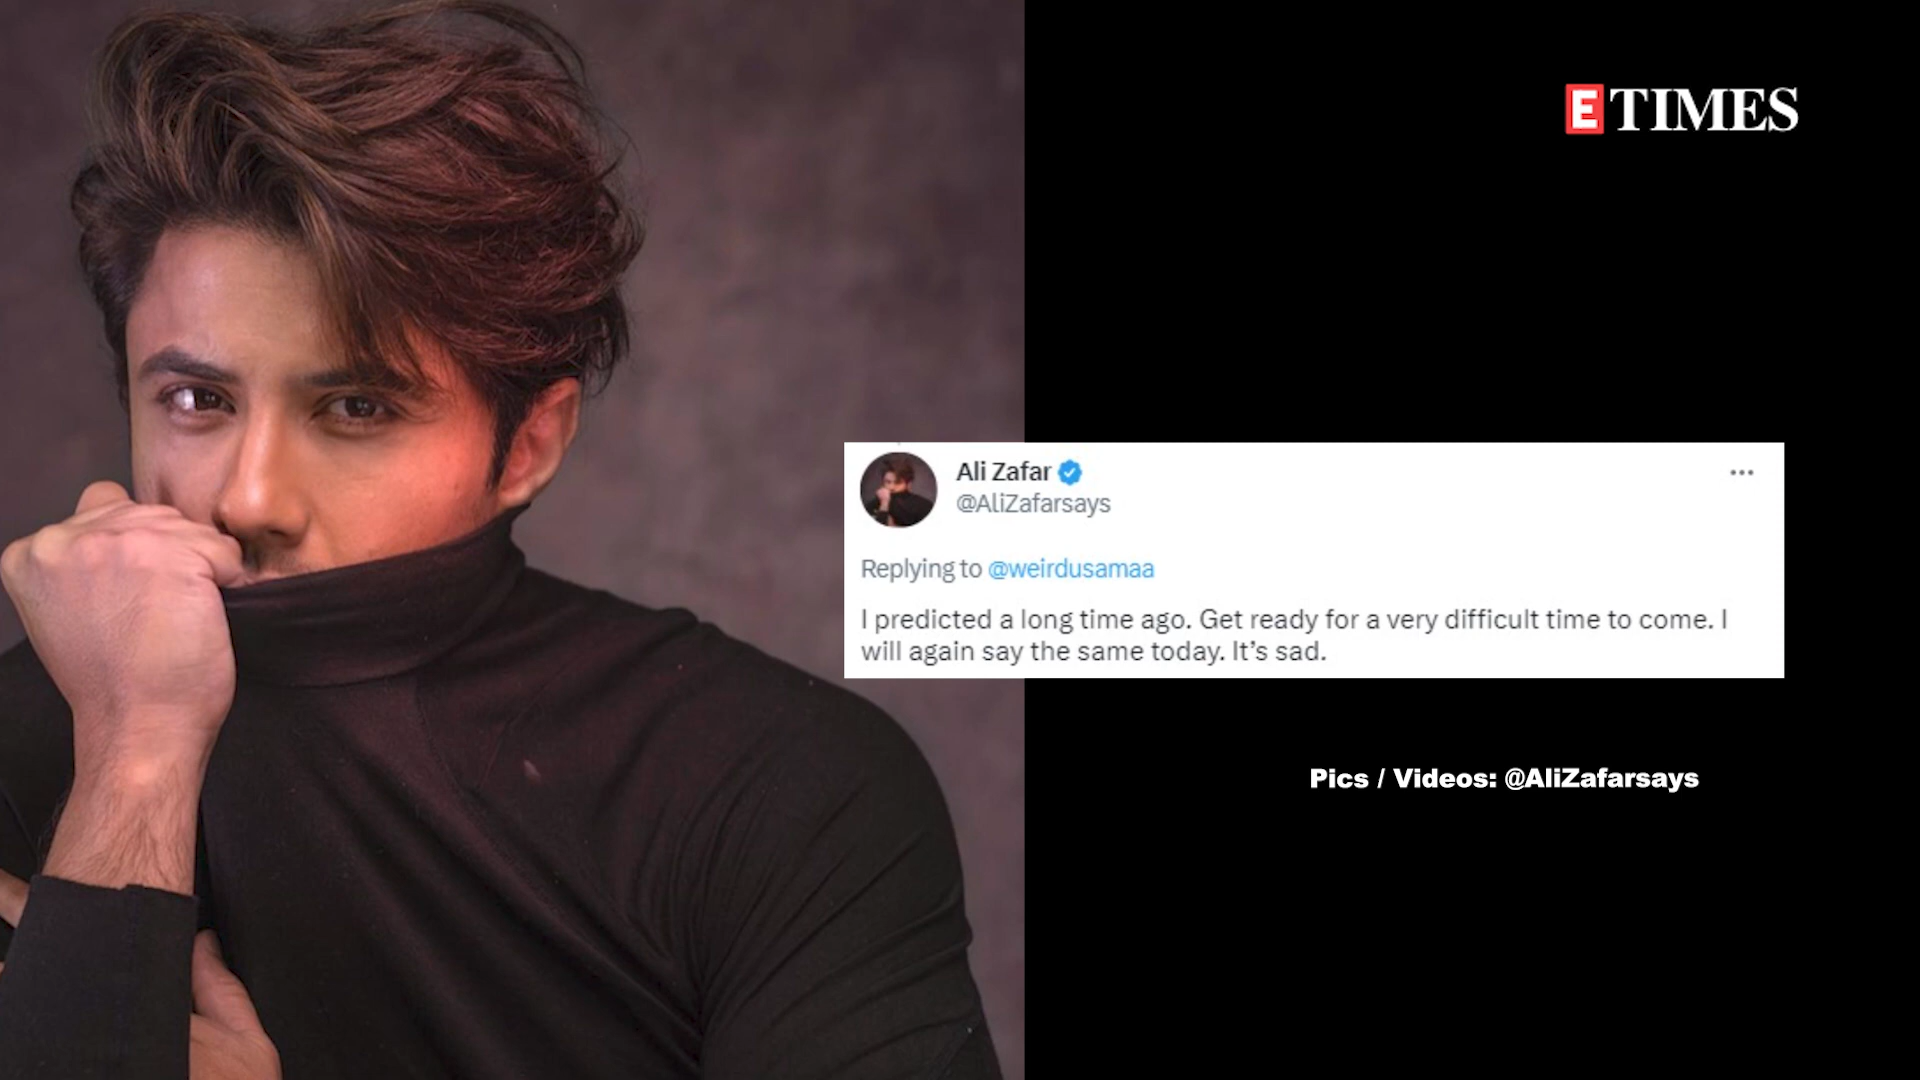 E TIMES
Ali Zafar
@AliZafarsays
Replying to @weirdusamaa
I predicted a long time ago. Get ready for a very difficult time to come. I
will again say the same today. It’s sad.
Pics / Videos: @AliZafarsays